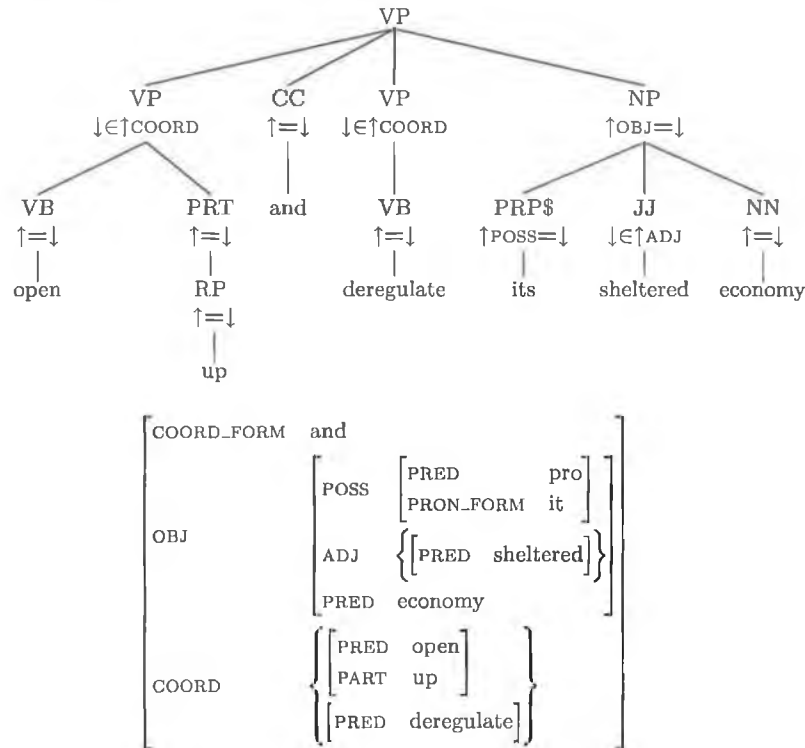 VP
VP CC VP NP
↓∈↑COORD ↑=↓ ↓∈↑COORD ↑OBJ=↓
VB PRT and VB PRP$ JJ NN
↑=↓ ↑=↓ ↑=↓ ↑POSS=↓ ↓∈↑ADJ ↑=↓
open RP deregulate its sheltered economy
↑=↓
up
COORD_FORM and
OBJ
POSS
PRED pro
PRON_FORM it
ADJ {[PRED sheltered]}
PRED economy
COORD
PRED open
PART up
[PRED deregulate]